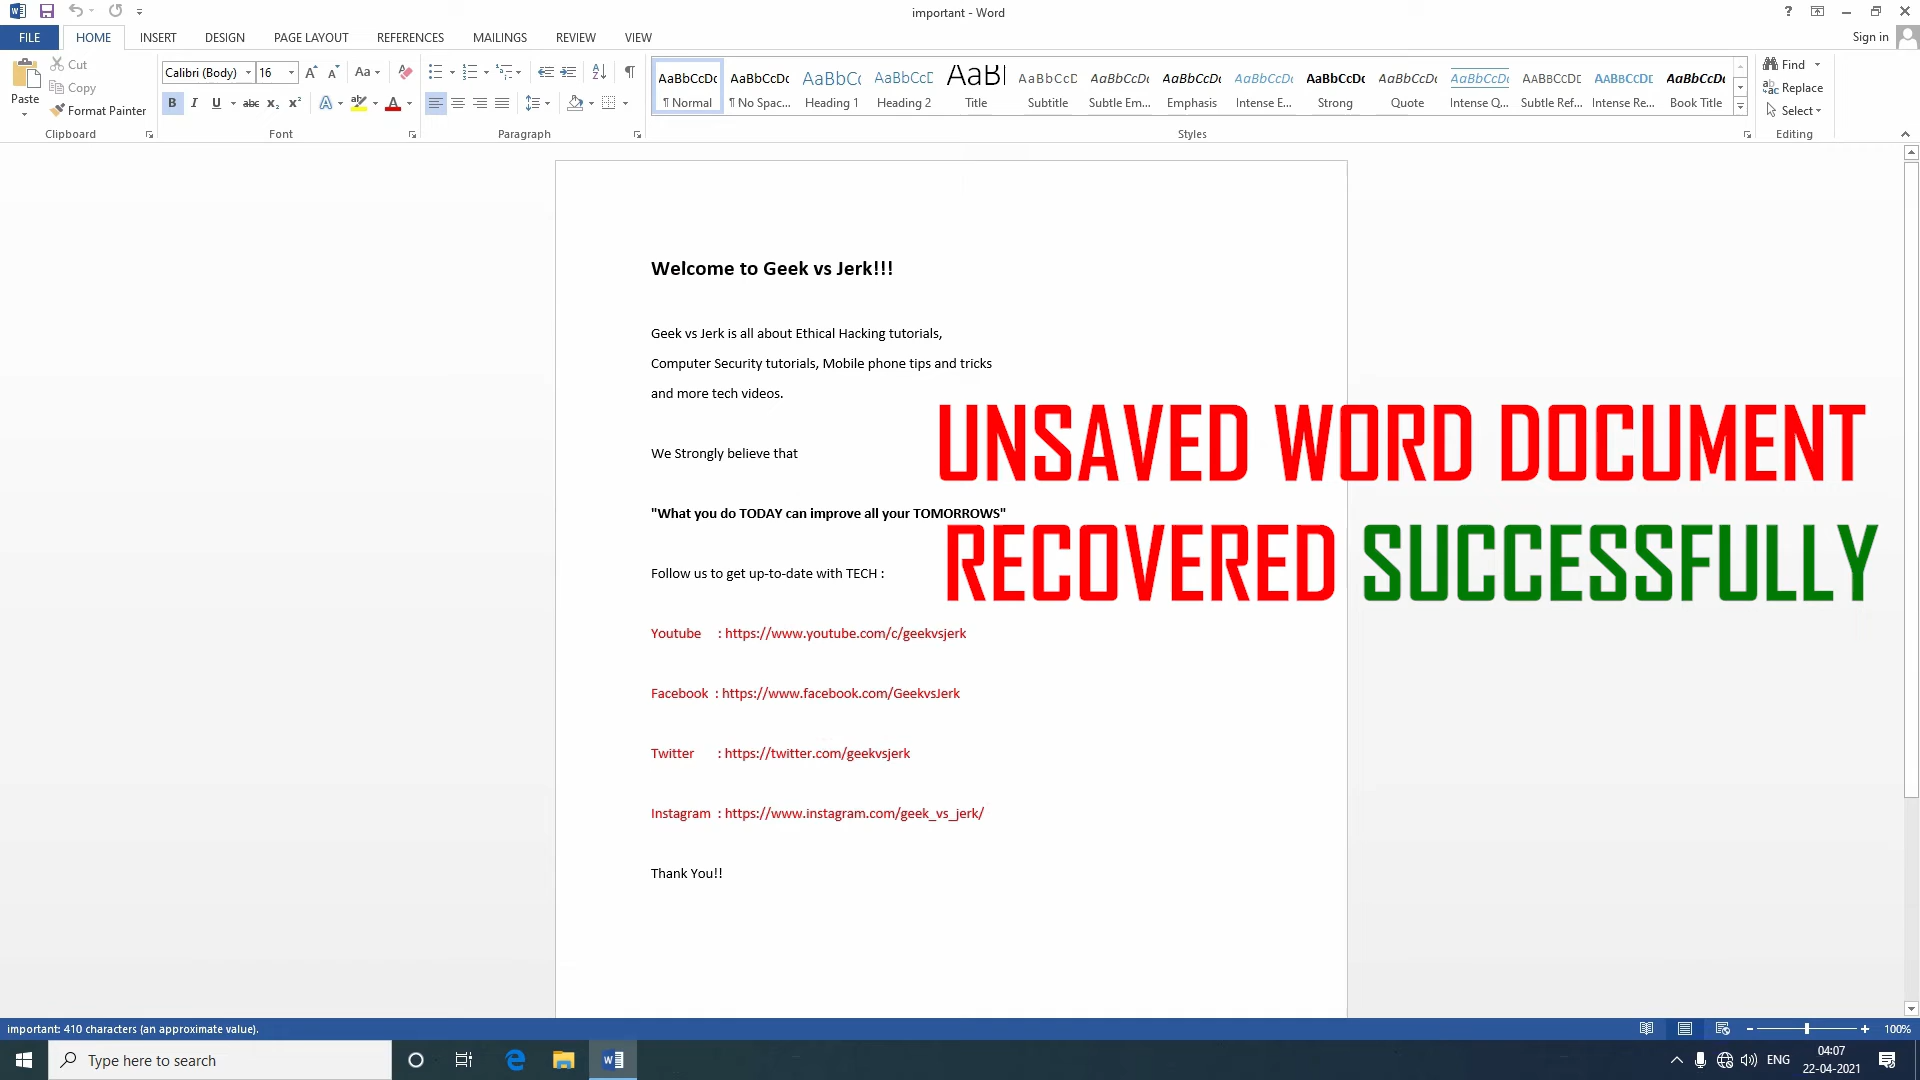 important - Word
FILE HOME INSERT DESIGN PAGE LAYOUT REFERENCES MAILINGS REVIEW VIEW Sign in
Paste Cut Copy Format Painter Clipboard
Calibri (Body) 16 Font
Paragraph
AaBbCcDc AaBbCcDc AaBbCc AaBbCcD AaBl AaBbCcD AaBbCcDc AaBbCcDc AaBbCcDc AaBbCcDc AaBbCcDc AaBbCcDc AABBCCDE AABBCCDE AaBbCcDc
¶ Normal ¶ No Spac... Heading 1 Heading 2 Title Subtitle Subtle Em... Emphasis Intense E... Strong Quote Intense Q... Subtle Ref... Intense Re... Book Title
Styles
Find
Replace
Select
Editing
Welcome to Geek vs Jerk!!!
Geek vs Jerk is all about Ethical Hacking tutorials,
Computer Security tutorials, Mobile phone tips and tricks
and more tech videos.
UNSAVED WORD DOCUMENT
RECOVERED SUCCESSFULLY
We Strongly believe that
"What you do TODAY can improve all your TOMORROWS"
Follow us to get up-to-date with TECH :
Youtube : https://www.youtube.com/c/geekvsjerk
Facebook : https://www.facebook.com/GeekvsJerk
Twitter : https://twitter.com/geekvsjerk
Instagram : https://www.instagram.com/geek_vs_jerk/
Thank You!!
important: 410 characters (an approximate value). 100%
Type here to search
ENG 04:07
22-04-2021